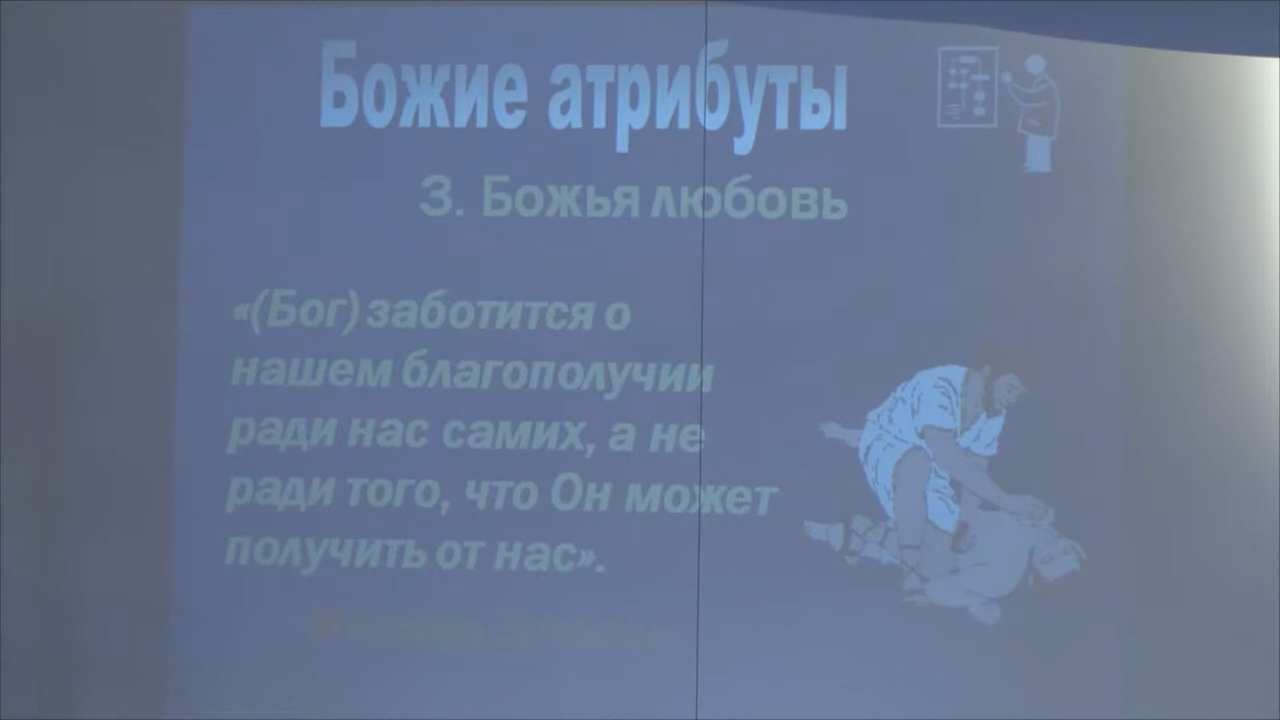 Божие атрибуты
3. Божья любовь
«(Бог) заботится о
нашем благополучии
ради нас самих, а не
ради того, что Он может
получить от нас».